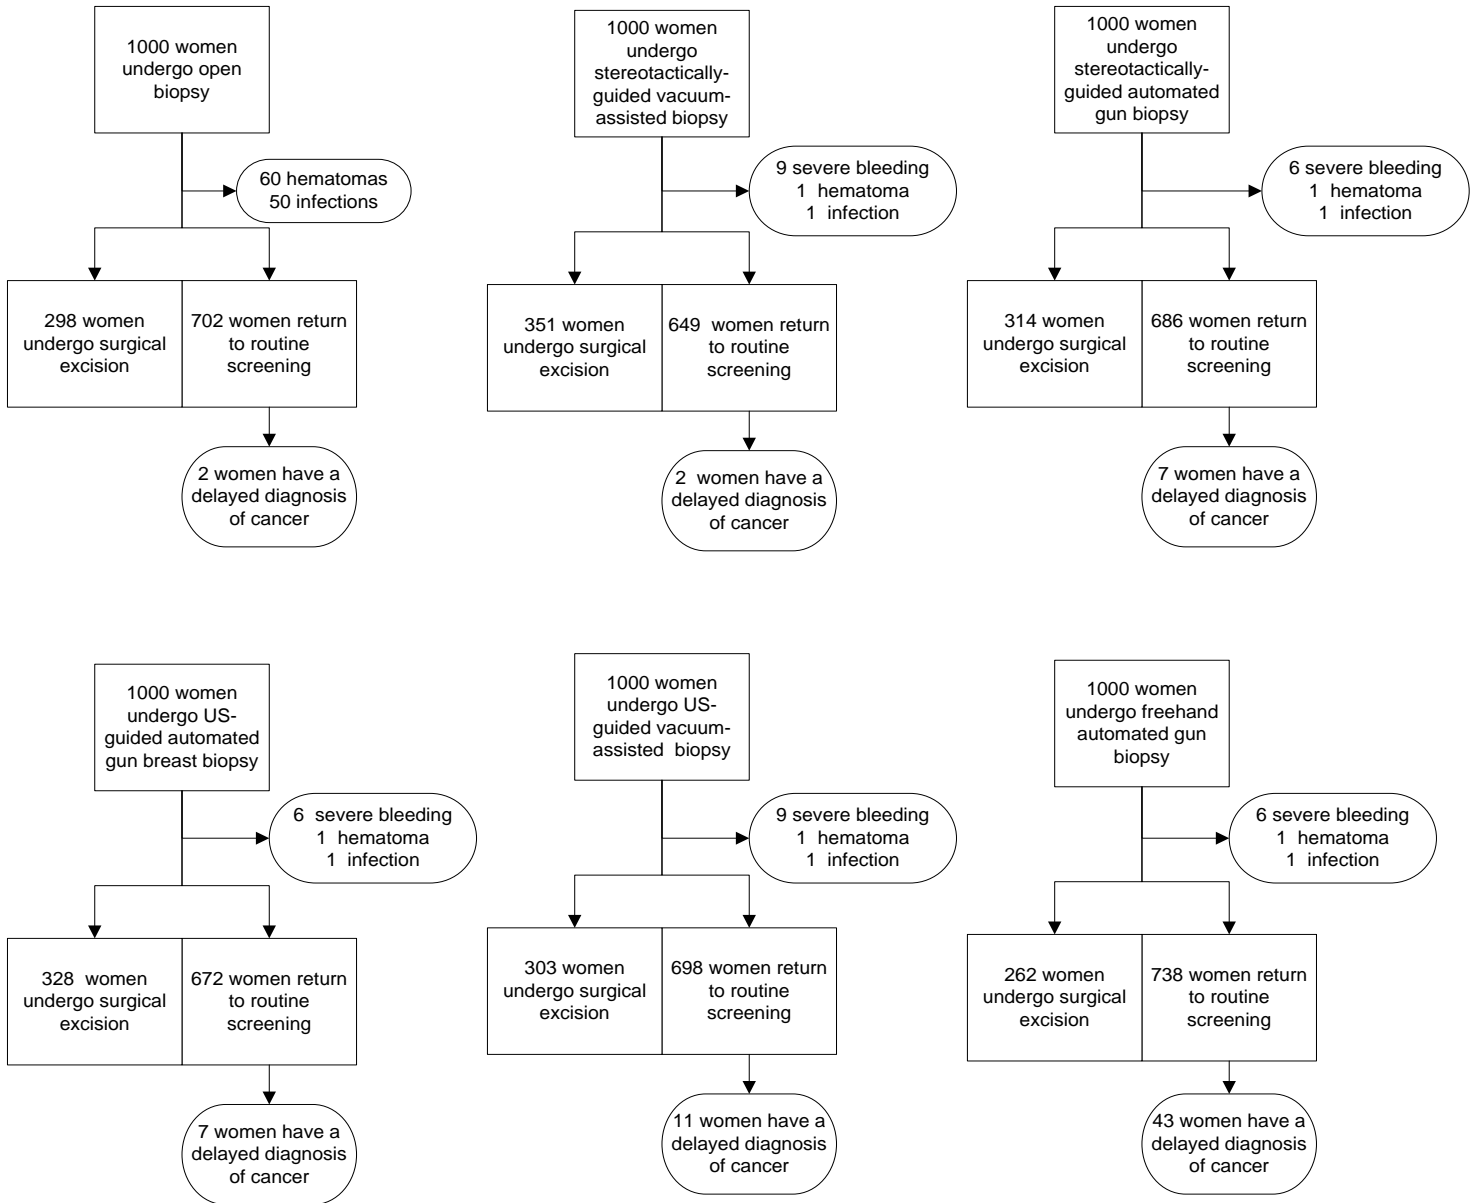 1000 women
undergo open
biopsy
60 hematomas
50 infections
298 women
undergo surgical
excision
702 women return
to routine
screening
2 women have a
delayed diagnosis
of cancer
1000 women
undergo
stereotactically-
guided vacuum-
assisted biopsy
9 severe bleeding
1 hematoma
1 infection
351 women
undergo surgical
excision
649 women return
to routine
screening
2 women have a
delayed diagnosis
of cancer
1000 women
undergo
stereotactically-
guided automated
gun biopsy
6 severe bleeding
1 hematoma
1 infection
314 women
undergo surgical
excision
686 women return
to routine
screening
7 women have a
delayed diagnosis
of cancer
1000 women
undergo US-
guided automated
gun breast biopsy
6 severe bleeding
1 hematoma
1 infection
328 women
undergo surgical
excision
672 women return
to routine
screening
7 women have a
delayed diagnosis
of cancer
1000 women
undergo US-
guided vacuum-
assisted biopsy
9 severe bleeding
1 hematoma
1 infection
303 women
undergo surgical
excision
698 women return
to routine
screening
11 women have a
delayed diagnosis
of cancer
1000 women
undergo freehand
automated gun
biopsy
6 severe bleeding
1 hematoma
1 infection
262 women
undergo surgical
excision
738 women return
to routine
screening
43 women have a
delayed diagnosis
of cancer